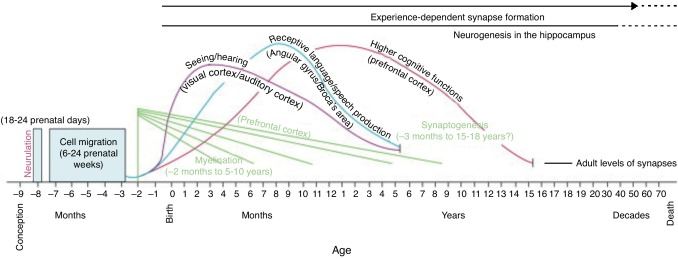 Experience-dependent synapse formation
Neurogenesis in the hippocampus
Seeing/hearing
(Visual cortex/auditory cortex)
Receptive language/speech production
(Angular gyrus/Broca's area)
Higher cognitive functions
(prefrontal cortex)
(18-24 prenatal days)
Neurulation
Cell migration
(6-24 prenatal
weeks)
(Prefrontal cortex)
Synaptogenesis
(–3 months to 15-18 years?)
Myelination
(–2 months to 5-10 years)
Adult levels of synapses
–9 –8 –7 –6 –5 –4 –3 –2 –1 0 1 2 3 4 5 6 7 8 9 10 11 12 1 2 3 4 5 6 7 8 9 10 11 12 13 14 15 16 17 18 19 20 30 40 50 60 70
Conception
Months
Birth
Months
Years
Decades
Death
Age